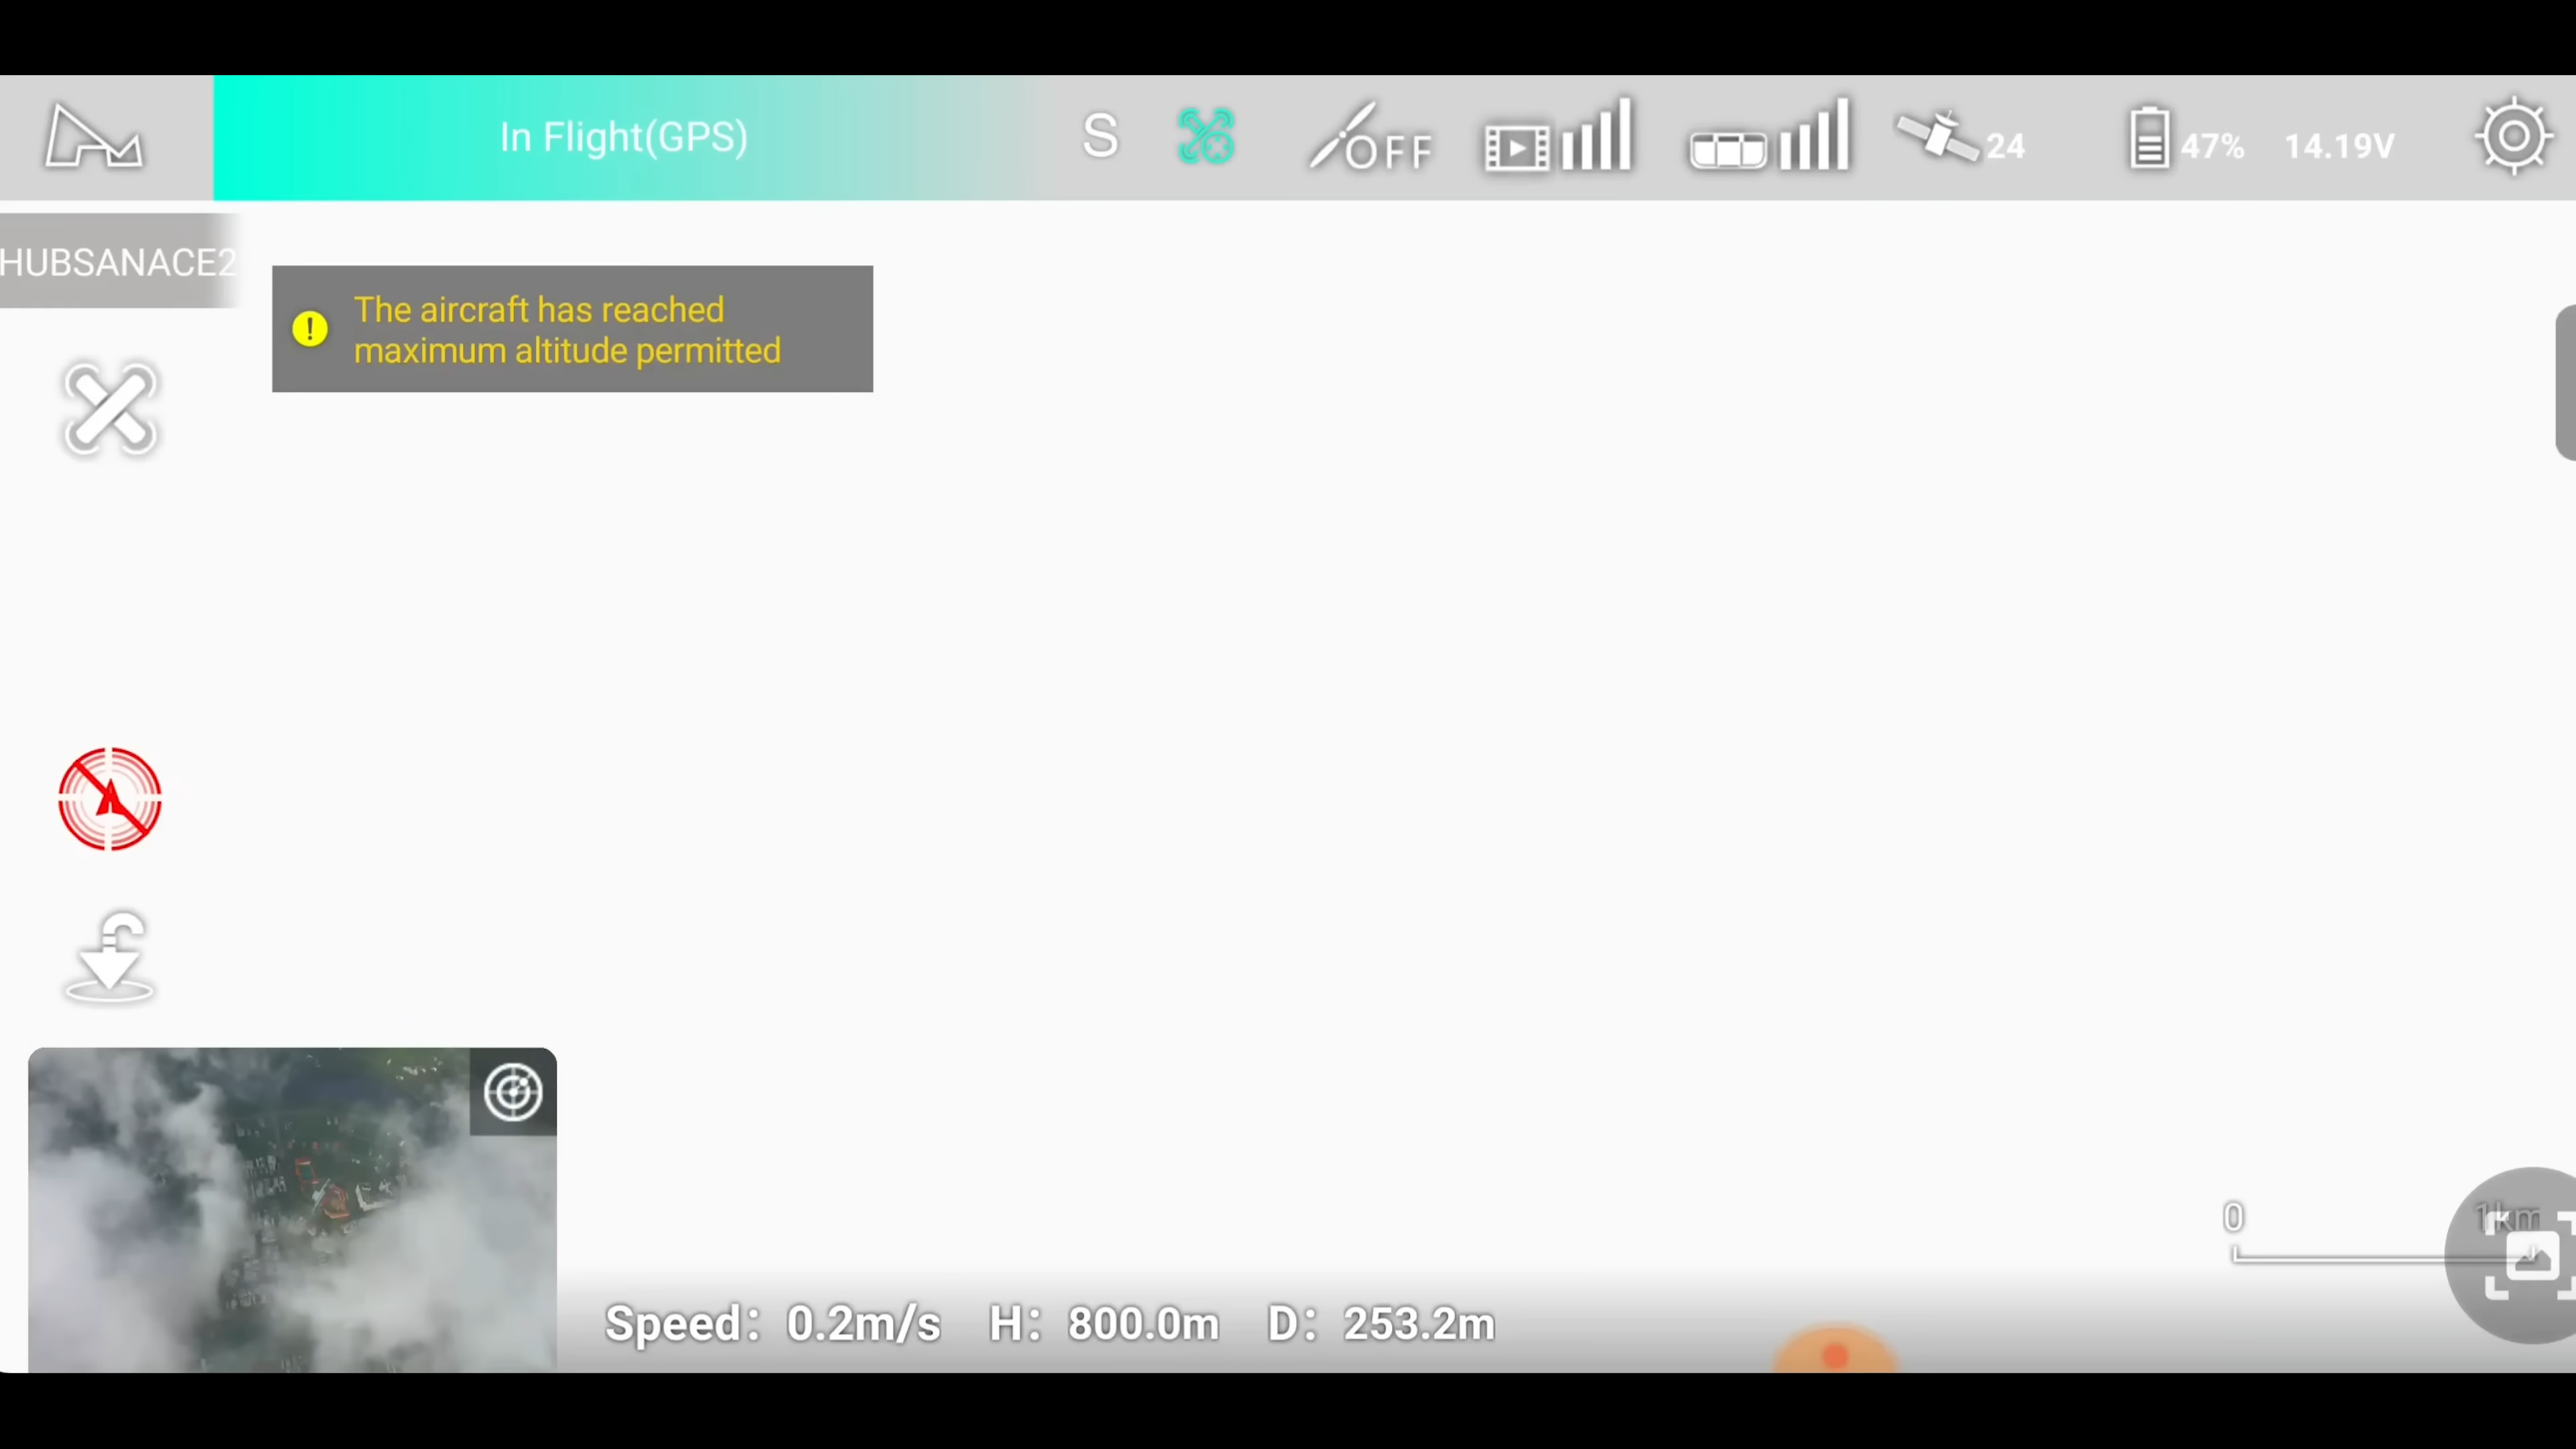 In Flight(GPS)
S
OFF
24
47%
14.19V
HUBSANACE2
The aircraft has reached
maximum altitude permitted
0
1km
Speed: 0.2m/s H: 800.0m D: 253.2m